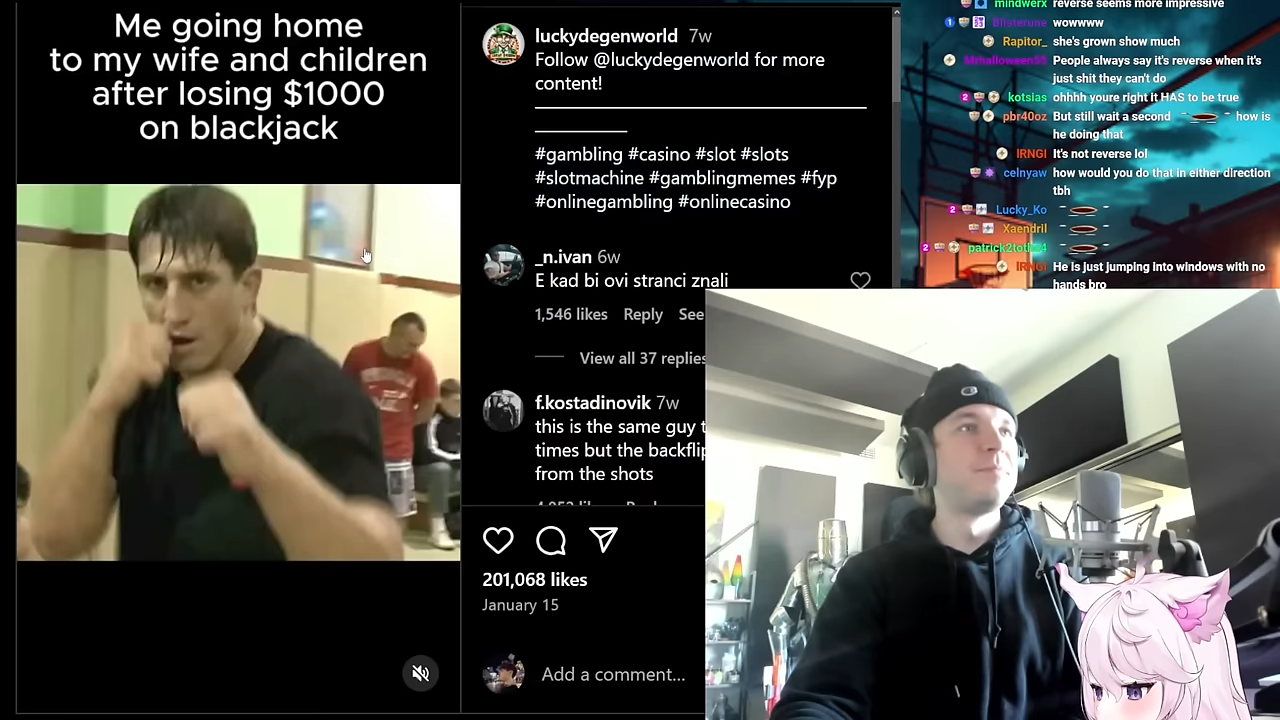 Me going home
to my wife and children
after losing $1000
on blackjack
luckydegenworld 7w
Follow @luckydegenworld for more
content!
#gambling #casino #slot #slots
#slotmachine #gamblingmemes #fyp
#onlinegambling #onlinecasino
_n.ivan 6w
E kad bi ovi stranci znali
1,546 likes Reply See
View all 37 replies
f.kostadinovik 7w
this is the same guy t
times but the backflip
from the shots
201,068 likes
January 15
Add a comment...
mindwerx reverse seems more impressive
wowwww
Rapitor_ she's grown show much
Mrhalloween53 People always say it's reverse when it's
just shit they can't do
kotsias ohhhh youre right it HAS to be true
pbr40oz But still wait a second how is
he doing that
IRNGI It's not reverse lol
celnyaw how would you do that in either direction
tbh
Lucky_Ko
Xaendril
IRNGI He is just jumping into windows with no
hands bro